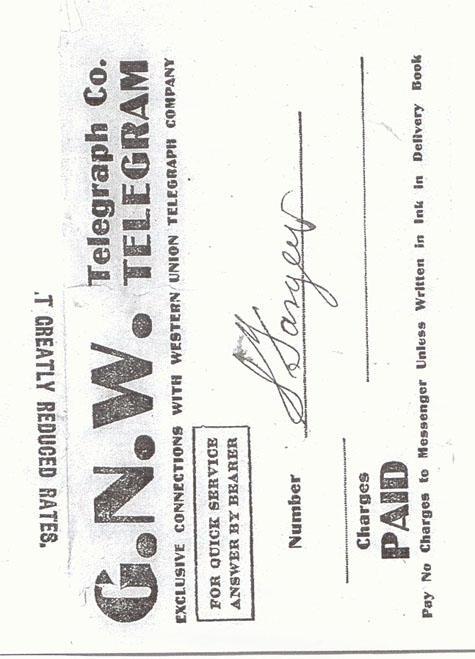 .T GREATLY REDUCED RATES.
G.N.W. Telegraph Co.
TELEGRAM
EXCLUSIVE CONNECTIONS WITH WESTERN UNION TELEGRAPH COMPANY
FOR QUICK SERVICE
ANSWER BY BEARER
Number
Charges
PAID
Pay No Charges to Messenger Unless Written in Ink in Delivery Book